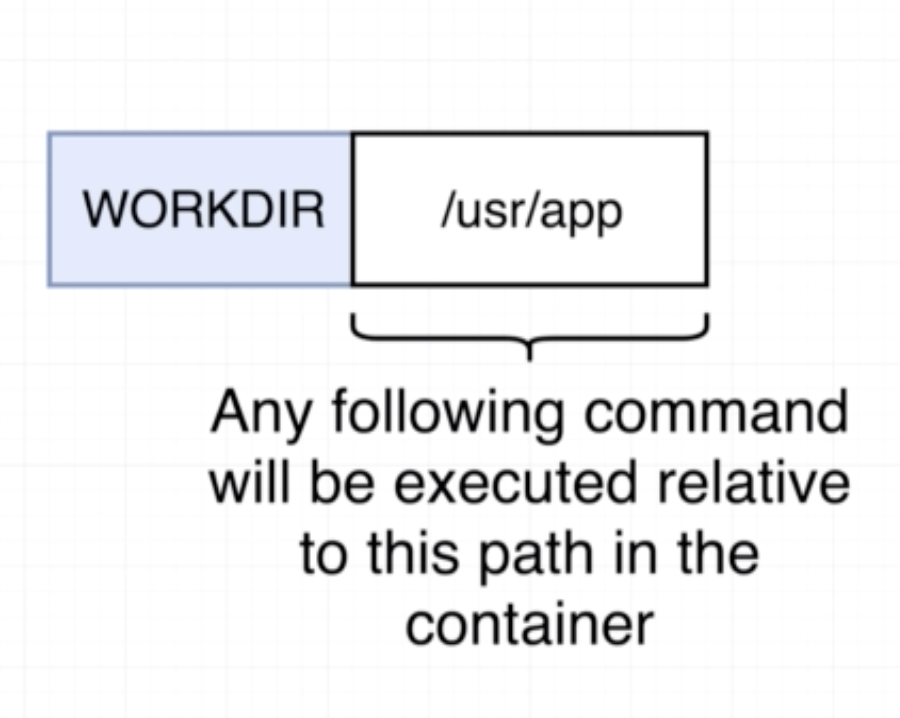 WORKDIR /usr/app
Any following command
will be executed relative
to this path in the
container